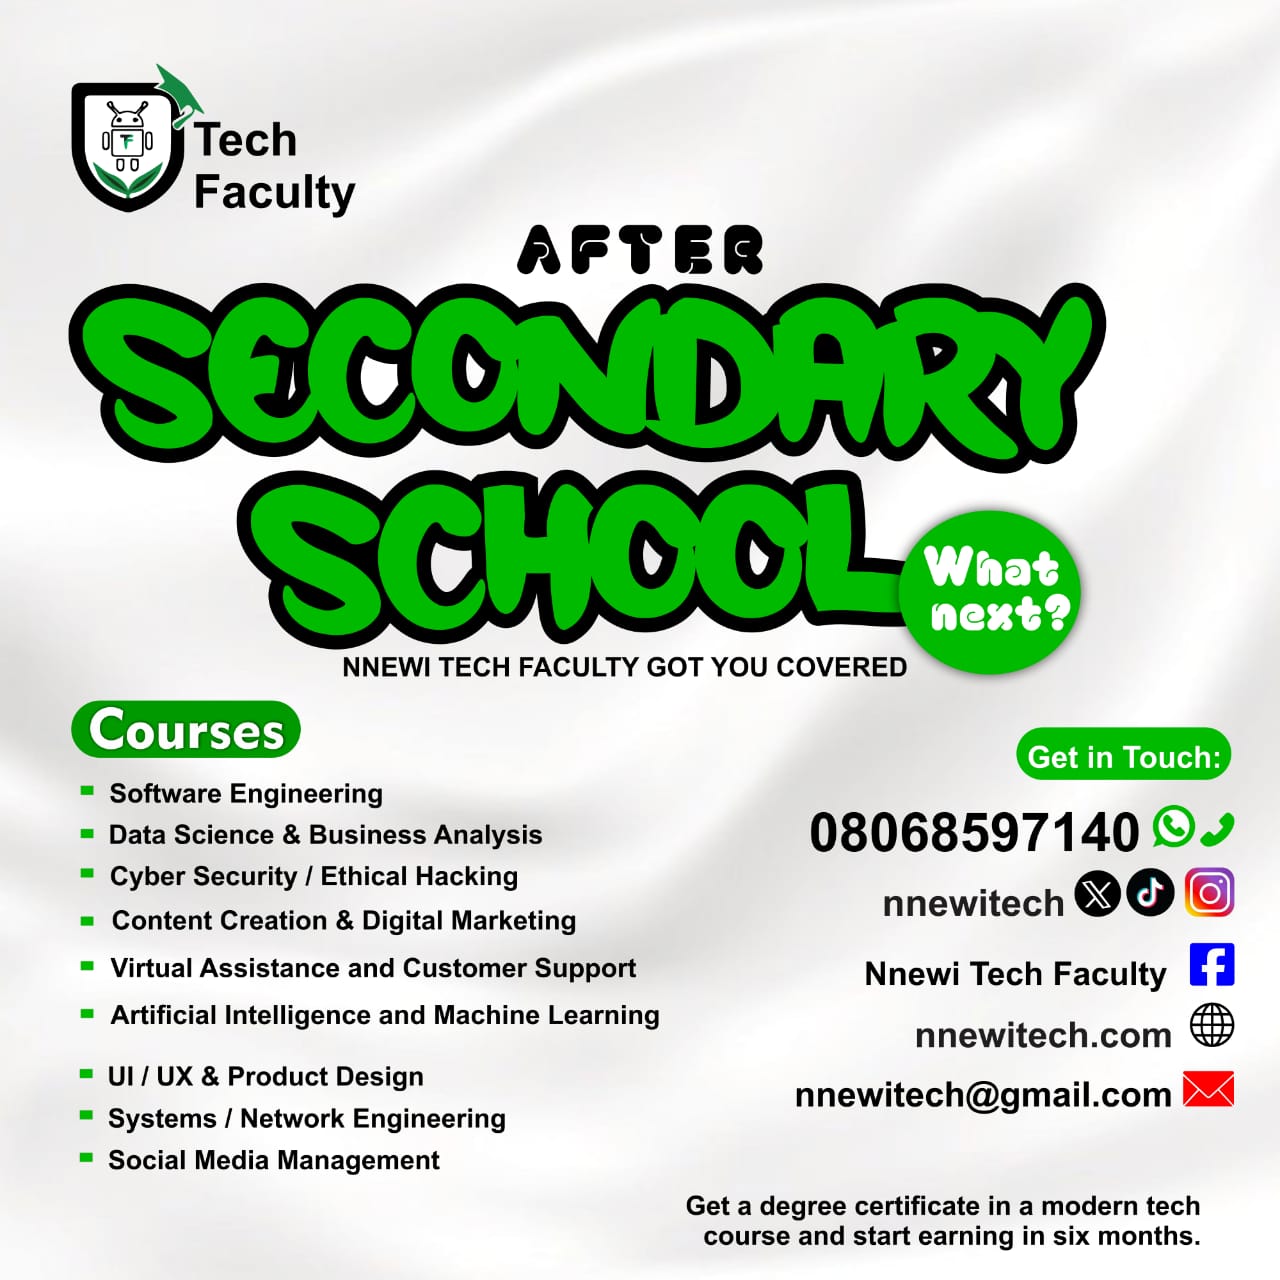 Tech
Faculty
TF
AFTER
SECONDARY
SCHOOL
What
next?
NNEWI TECH FACULTY GOT YOU COVERED
Courses
Software Engineering
Data Science & Business Analysis
Cyber Security / Ethical Hacking
Content Creation & Digital Marketing
Virtual Assistance and Customer Support
Artificial Intelligence and Machine Learning
UI / UX & Product Design
Systems / Network Engineering
Social Media Management
Get in Touch:
08068597140
nnewitech
Nnewi Tech Faculty
nnewitech.com
nnewitech@gmail.com
Get a degree certificate in a modern tech
course and start earning in six months.